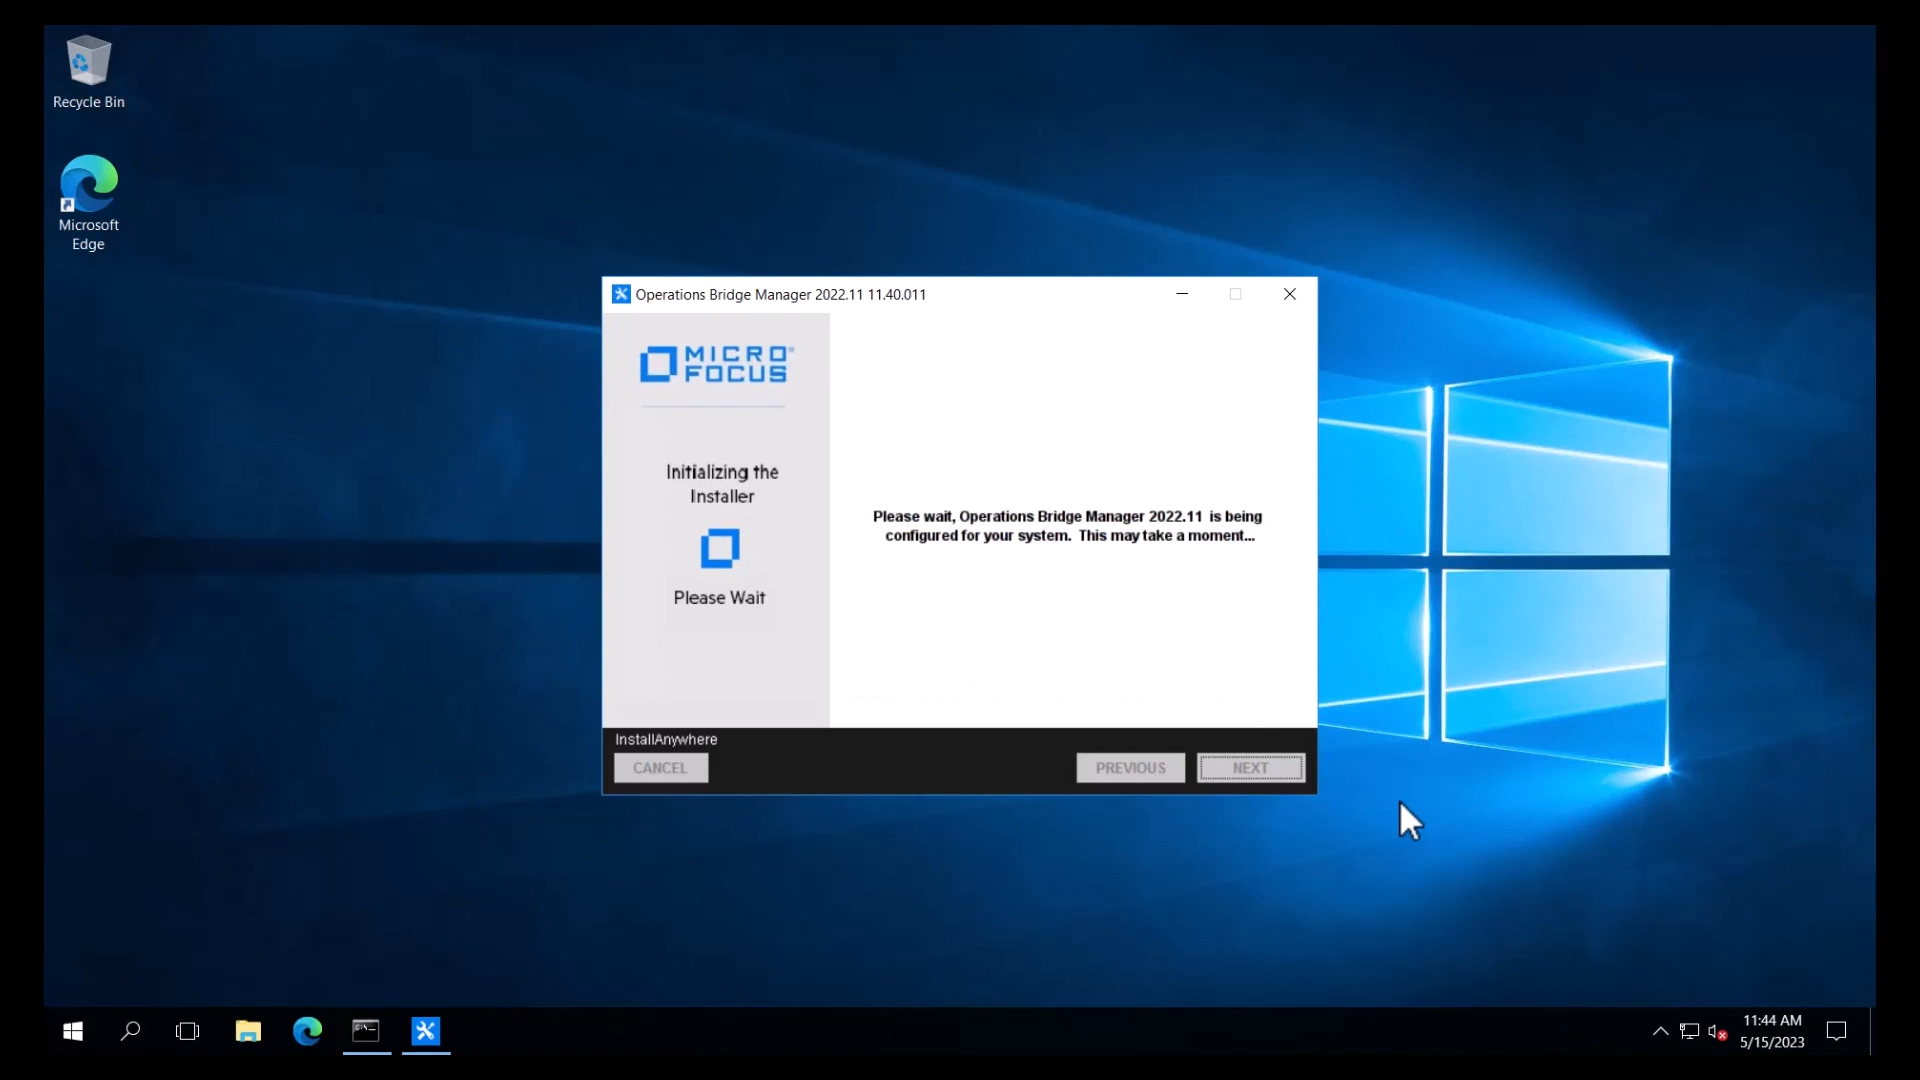 Recycle Bin
Microsoft
Edge
Operations Bridge Manager 2022.11 11.40.011
MICRO
FOCUS
Initializing the
Installer
Please Wait
Please wait, Operations Bridge Manager 2022.11 is being
configured for your system. This may take a moment...
InstallAnywhere
CANCEL
PREVIOUS
NEXT
11:44 AM
5/15/2023